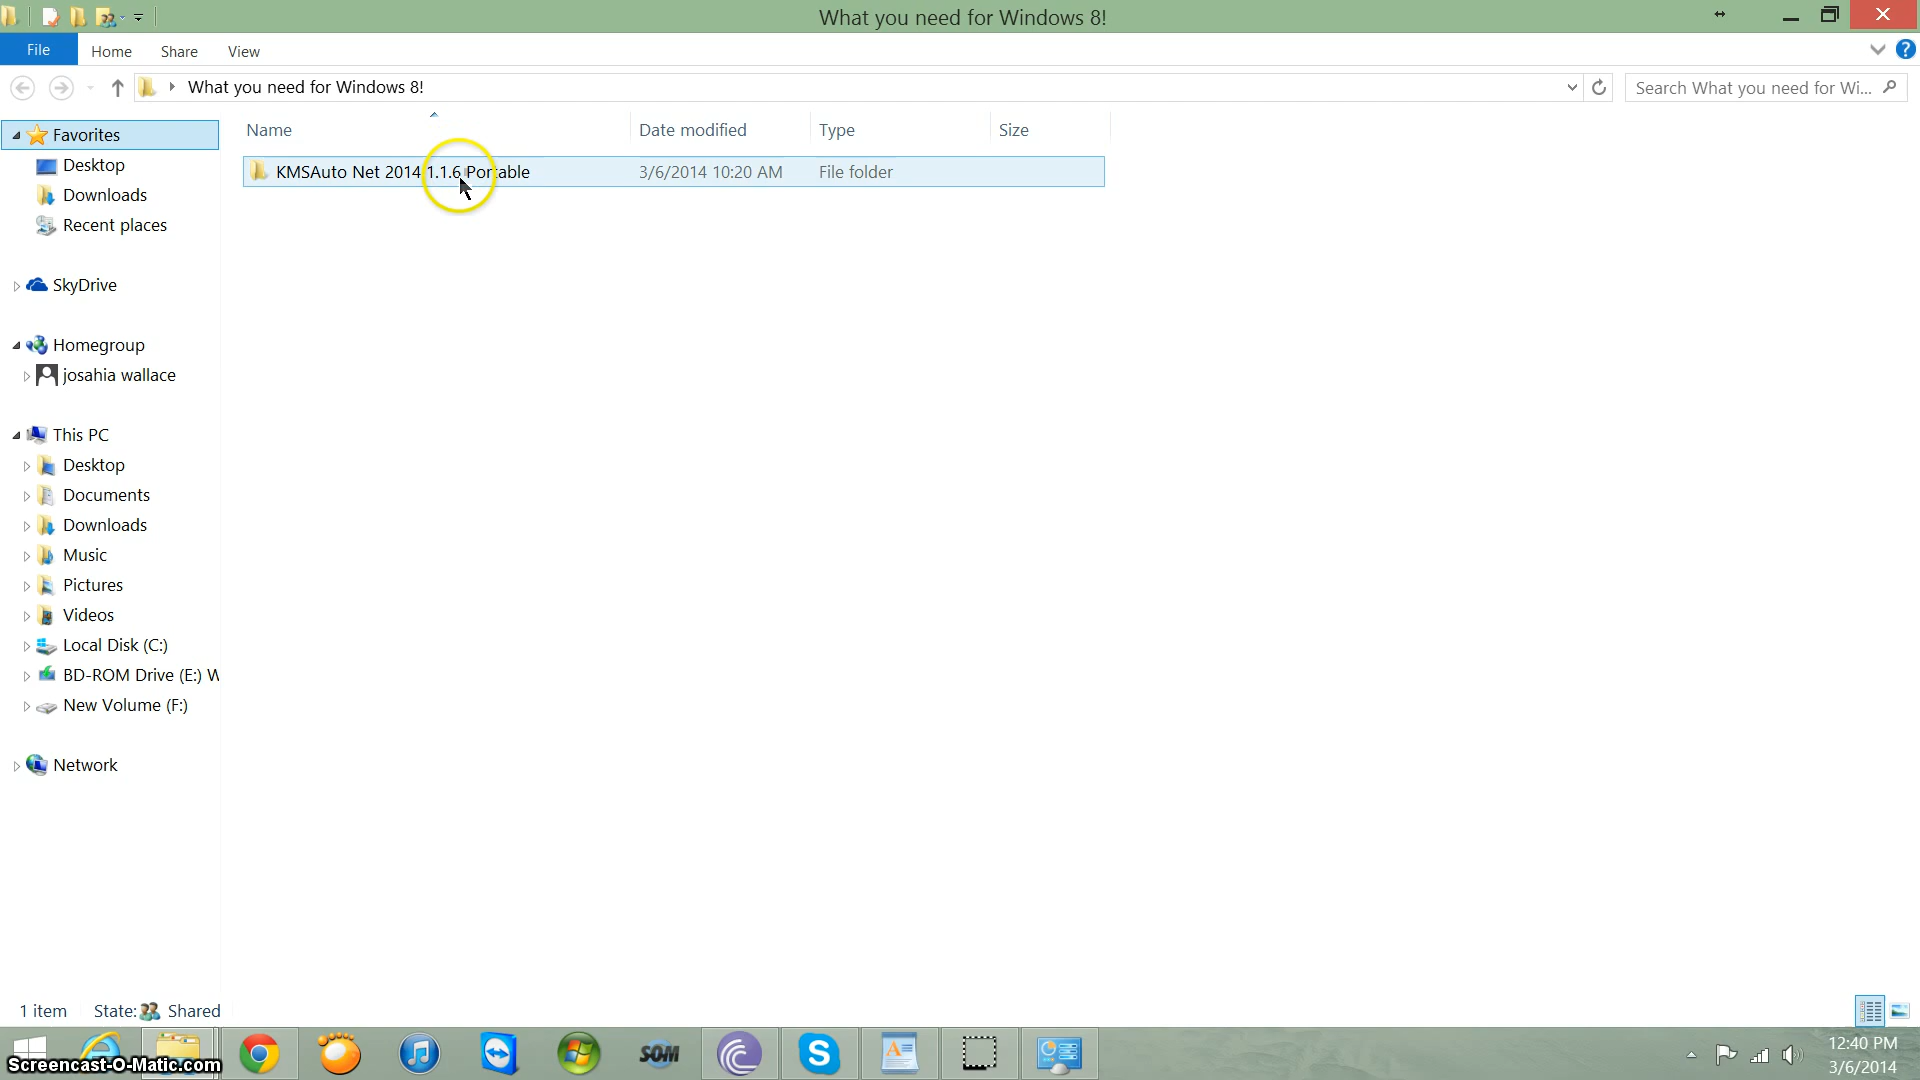 What you need for Windows 8!
File Home Share View
What you need for Windows 8!
Search What you need for Wi...
Name Date modified Type Size
KMSAuto Net 2014 1.1.6 Portable 3/6/2014 10:20 AM File folder
Favorites
Desktop
Downloads
Recent places
SkyDrive
Homegroup
josahia wallace
This PC
Desktop
Documents
Downloads
Music
Pictures
Videos
Local Disk (C:)
BD-ROM Drive (E:) W
New Volume (F:)
Network
1 item State: Shared
SOM
Screencast-O-Matic.com
12:40 PM
3/6/2014